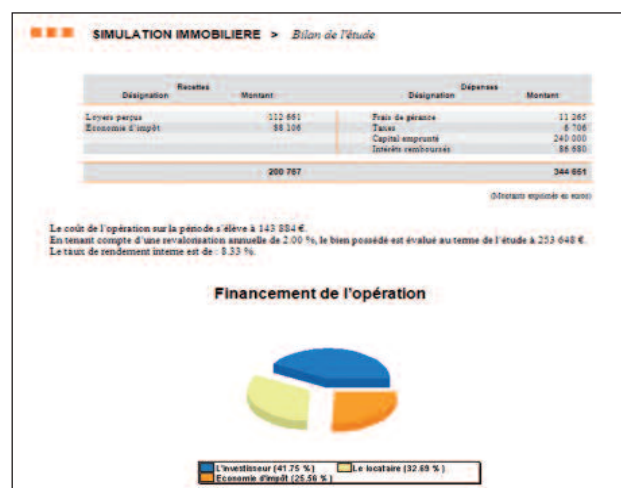 SIMULATION IMMOBILIERE > Bilan de l'étude
Recettes Dépenses
Désignation Montant Désignation Montant
Loyers perçus 112 661 Frais de gérance 11 265
Economie d'impôt 88 106 Taxes 6 706
Capital emprunté 240 000
Intérêts remboursés 86 680
200 767 344 651
(Montants exprimés en euros)
Le coût de l'opération sur la période s'élève à 143 884 €.
En tenant compte d'une revalorisation annuelle de 2.00 %, le bien possédé est évalué au terme de l'étude à 253 648 €.
Le taux de rendement interne est de : 8.33 %.
Financement de l'opération
L'investisseur (41.75 %) Le locataire (32.69 %)
Economie d'impôt (25.56 %)